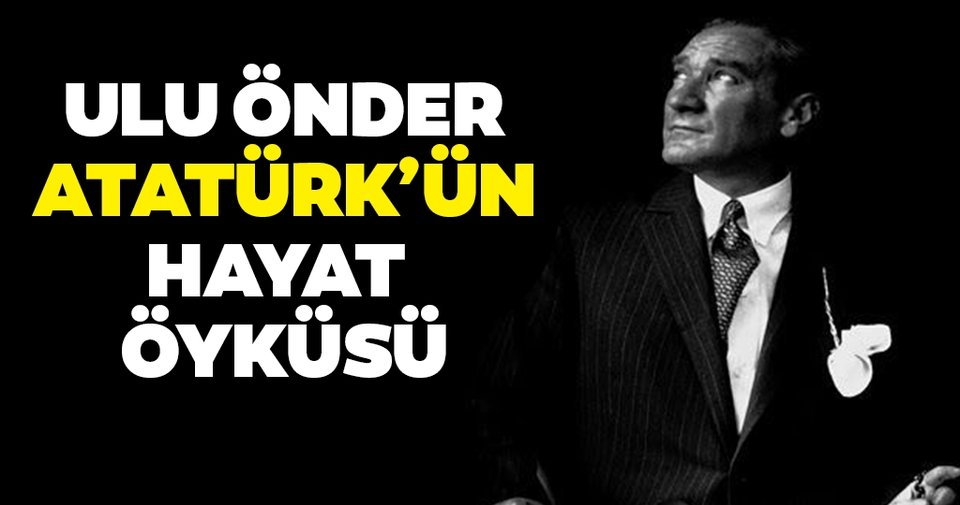 ULU ÖNDER
ATATÜRK'ÜN
HAYAT
ÖYKÜSÜ